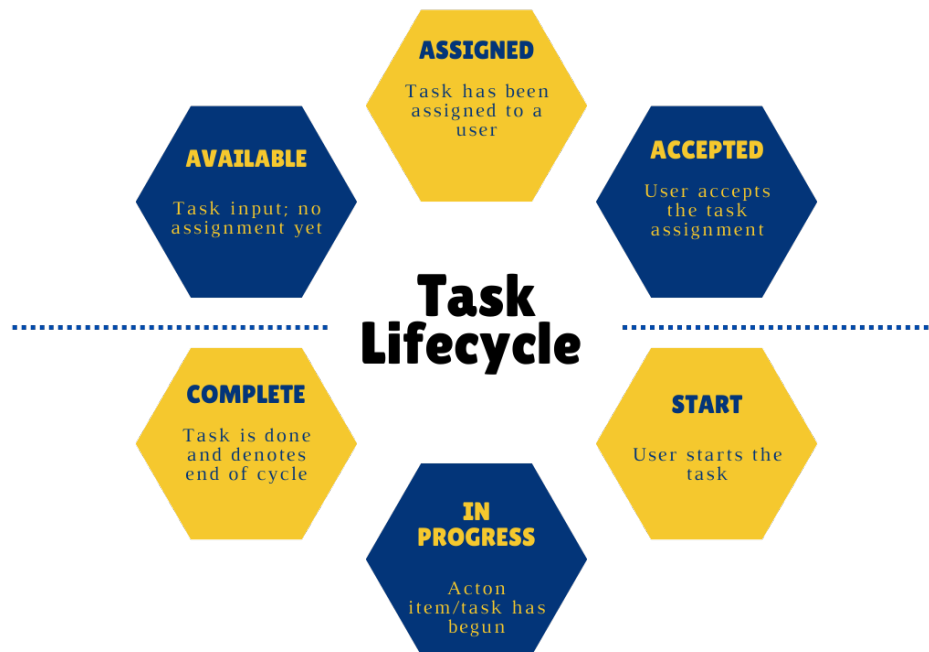 ASSIGNED
Task has been
assigned to a
user
AVAILABLE
Task input; no
assignment yet
ACCEPTED
User accepts
the task
assignment
Task
Lifecycle
COMPLETE
Task is done
and denotes
end of cycle
START
User starts the
task
IN
PROGRESS
Acton
item/task has
begun